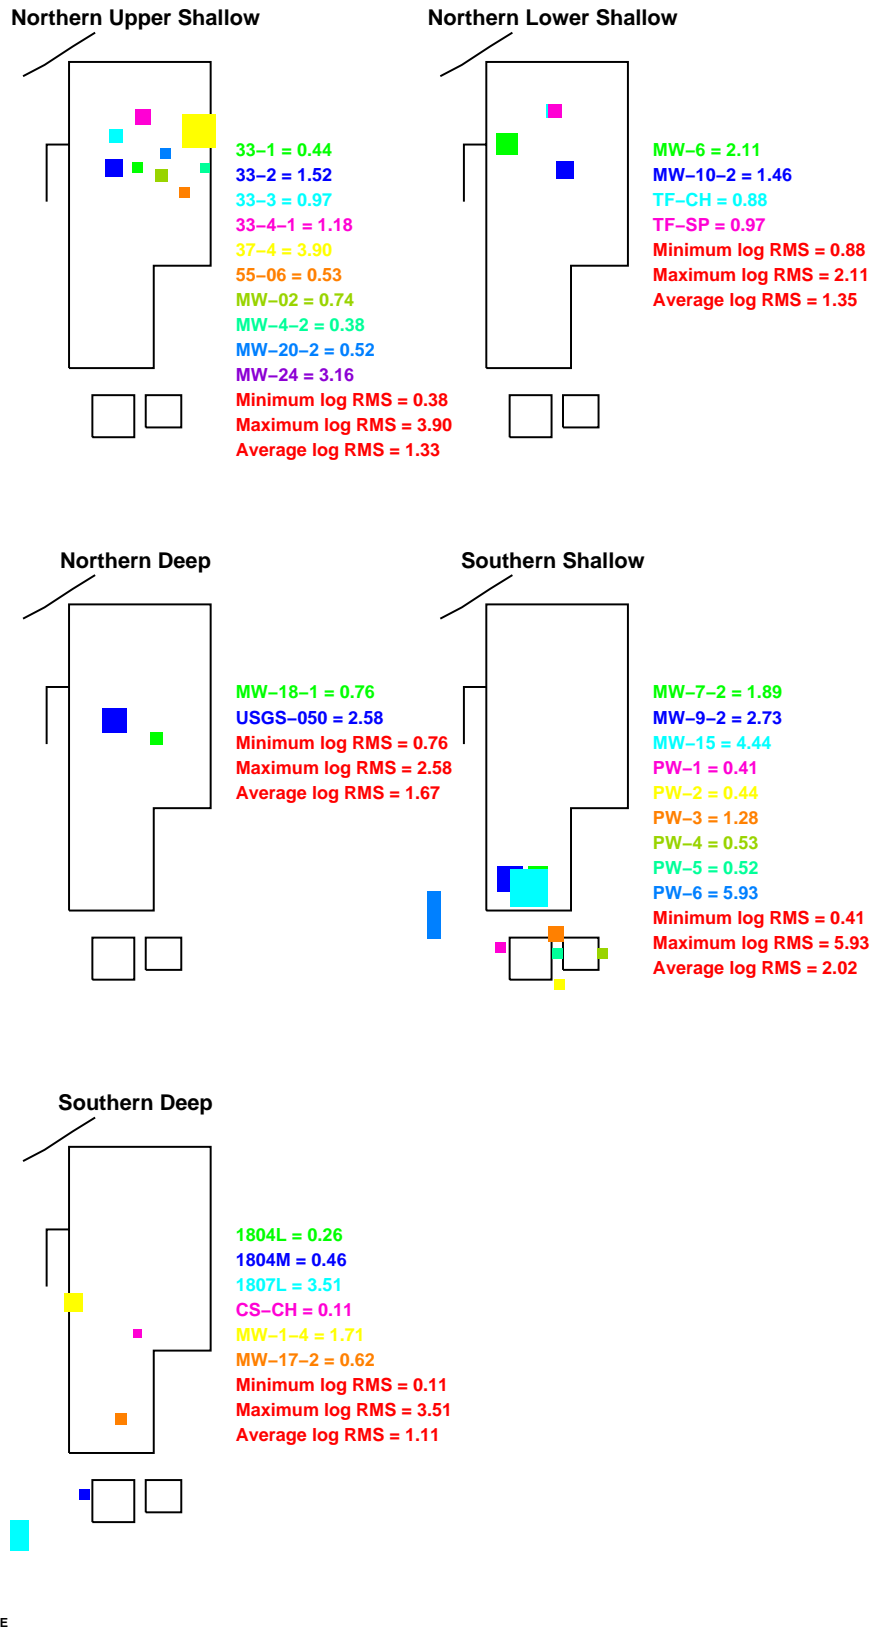 Northern Upper Shallow
33−1 = 0.44
33−2 = 1.52
33−3 = 0.97
33−4−1 = 1.18
37−4 = 3.90
55−06 = 0.53
MW−02 = 0.74
MW−4−2 = 0.38
MW−20−2 = 0.52
MW−24 = 3.16
Minimum log RMS = 0.38
Maximum log RMS = 3.90
Average log RMS = 1.33
Northern Lower Shallow
MW−6 = 2.11
MW−10−2 = 1.46
TF−CH = 0.88
TF−SP = 0.97
Minimum log RMS = 0.88
Maximum log RMS = 2.11
Average log RMS = 1.35
Northern Deep
MW−18−1 = 0.76
USGS−050 = 2.58
Minimum log RMS = 0.76
Maximum log RMS = 2.58
Average log RMS = 1.67
Southern Shallow
MW−7−2 = 1.89
MW−9−2 = 2.73
MW−15 = 4.44
PW−1 = 0.41
PW−2 = 0.44
PW−3 = 1.28
PW−4 = 0.53
PW−5 = 0.52
PW−6 = 5.93
Minimum log RMS = 0.41
Maximum log RMS = 5.93
Average log RMS = 2.02
Southern Deep
1804L = 0.26
1804M = 0.46
1807L = 3.51
CS−CH = 0.11
MW−1−4 = 1.71
MW−17−2 = 0.62
Minimum log RMS = 0.11
Maximum log RMS = 3.51
Average log RMS = 1.11
E